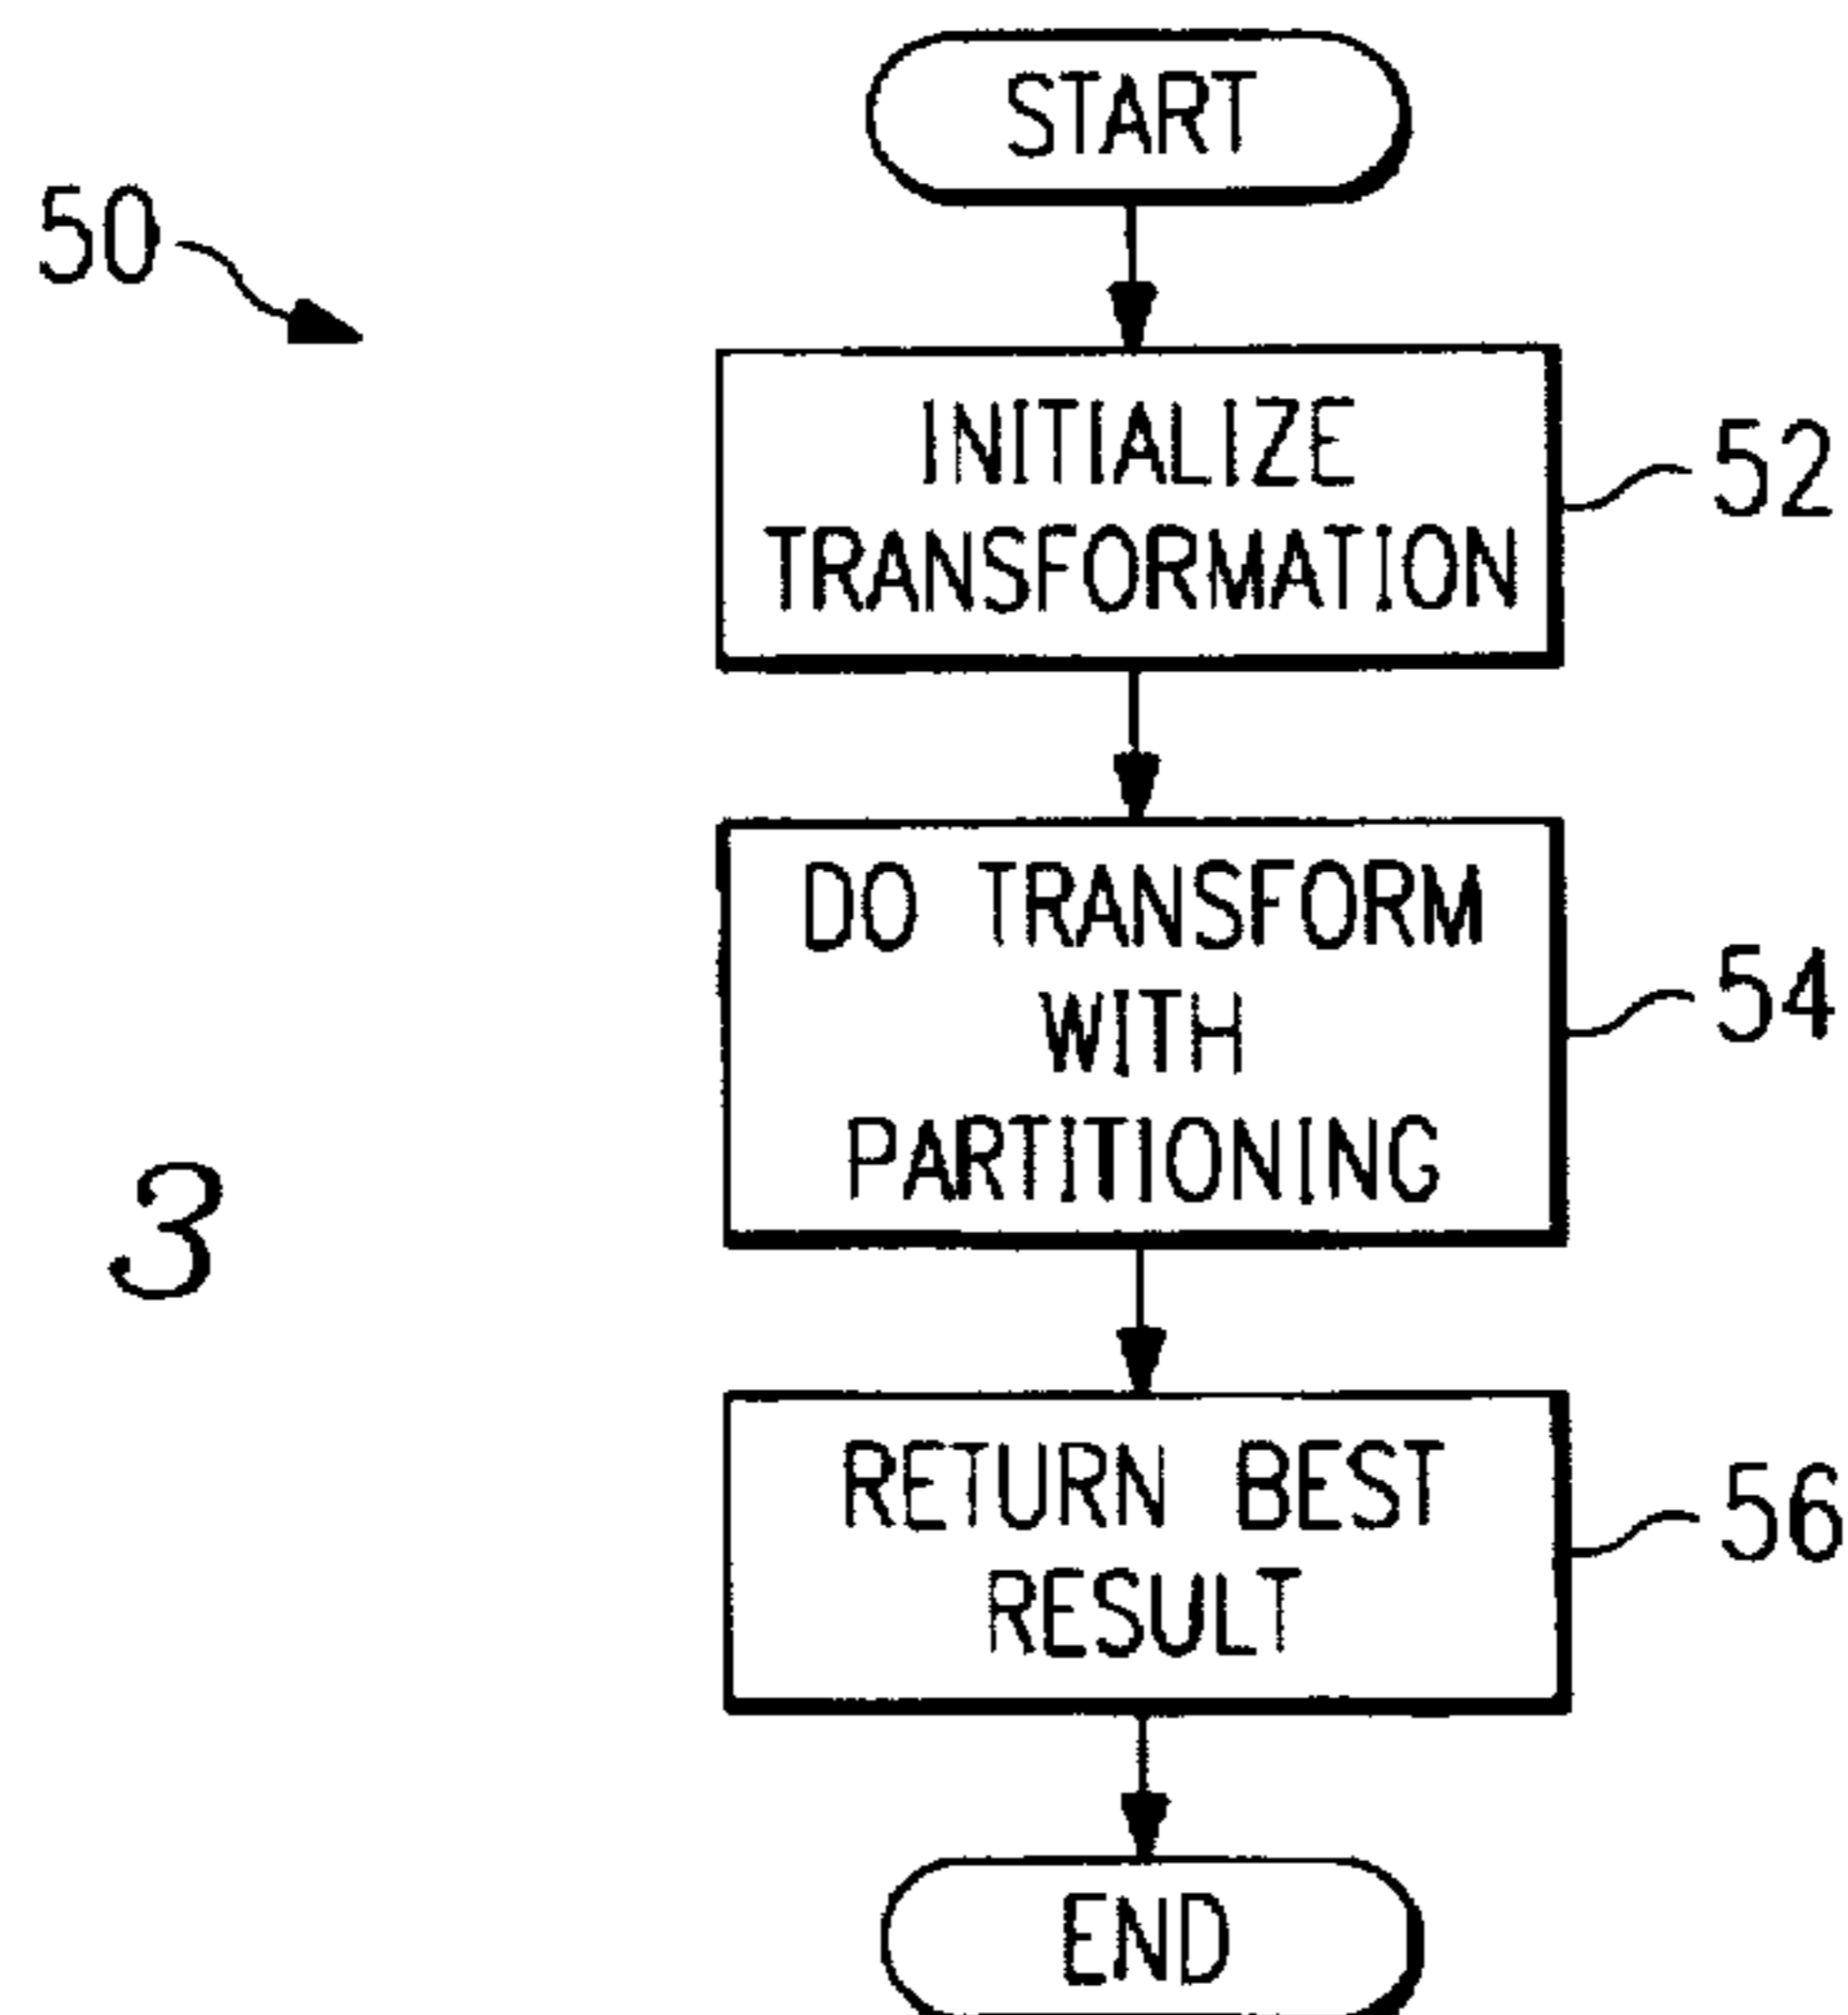 START
50
INITIALIZE
TRANSFORMATION
52
DO TRANSFORM
WITH
PARTITIONING
54
3
RETURN BEST
RESULT
56
END